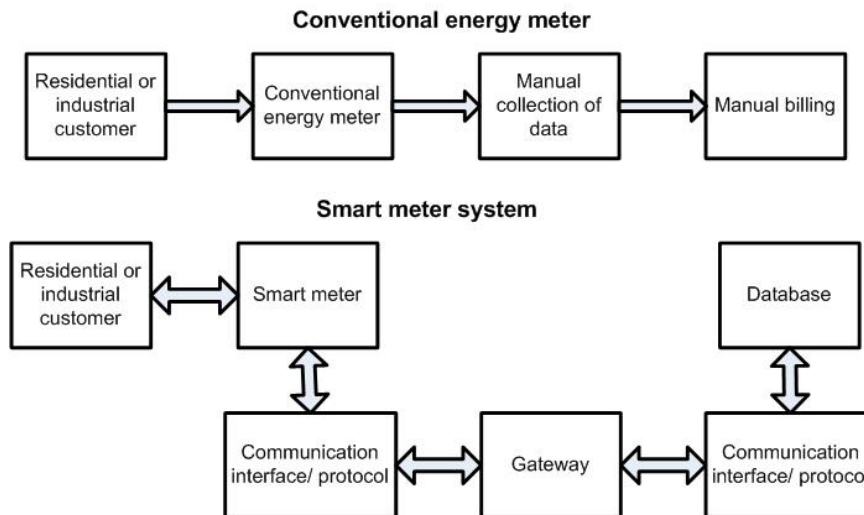 Conventional energy meter
Residential or
industrial
customer
Conventional
energy meter
Manual
collection of
data
Manual billing
Smart meter system
Residential or
industrial
customer
Smart meter
Database
Communication
interface/ protocol
Gateway
Communication
interface/ protoco